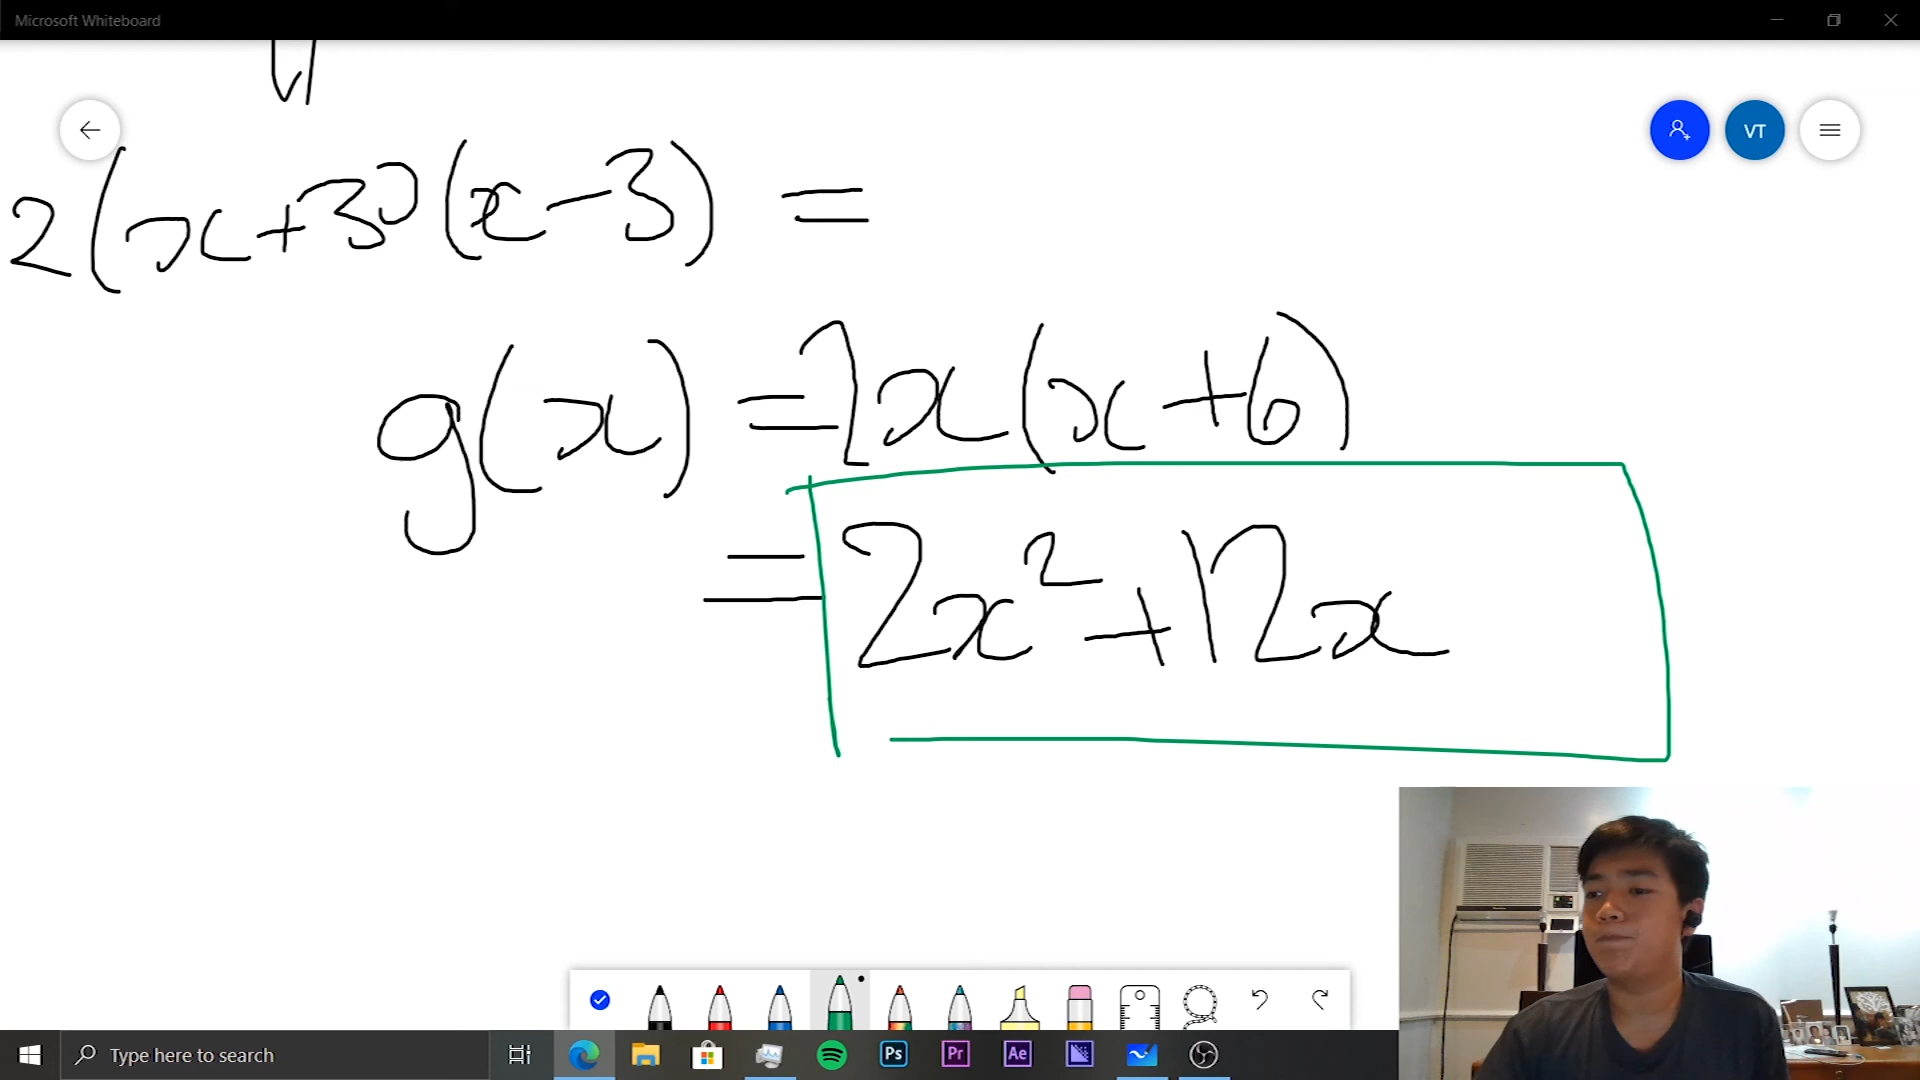 Microsoft Whiteboard
VT
2(x+3)(x-3) =
g(x) = 2x(x+6)
= 2x²+12x
Type here to search
Ps
Pr
Ae